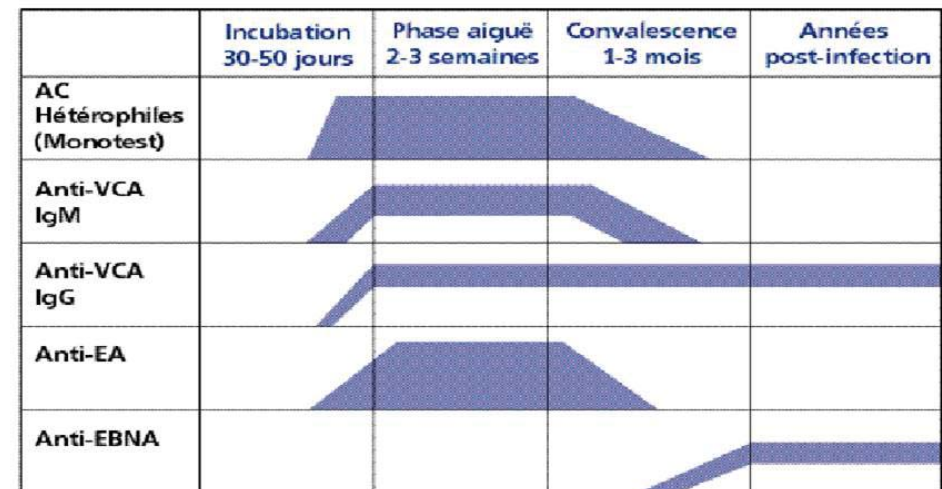 Incubation
30-50 jours
Phase aiguë
2-3 semaines
Convalescence
1-3 mois
Années
post-infection
AC
Hétérophiles
(Monotest)
Anti-VCA
IgM
Anti-VCA
IgG
Anti-EA
Anti-EBNA